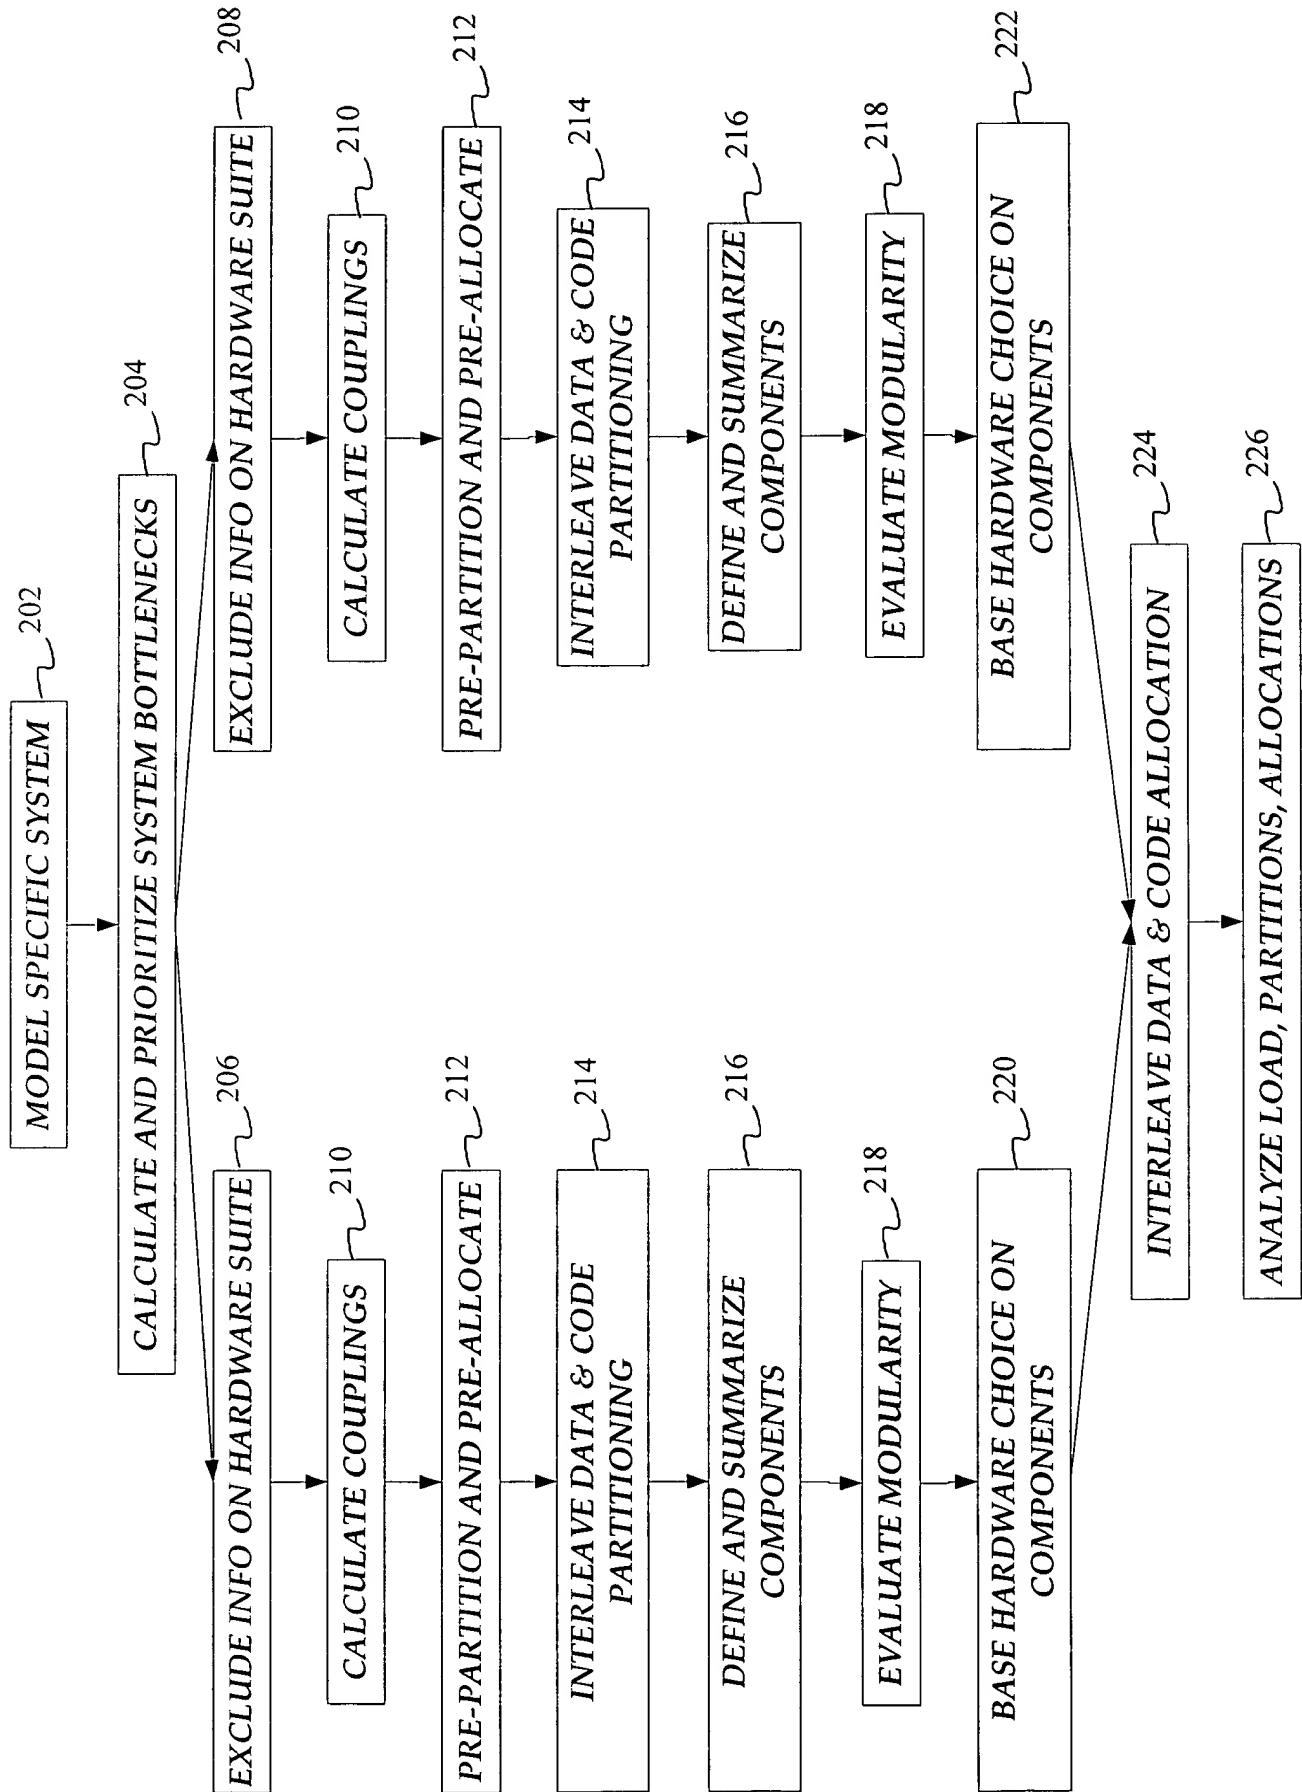 MODEL SPECIFIC SYSTEM
202
CALCULATE AND PRIORITIZE SYSTEM BOTTLENECKS
204
EXCLUDE INFO ON HARDWARE SUITE
206
CALCULATE COUPLINGS
210
PRE-PARTITION AND PRE-ALLOCATE
212
INTERLEAVE DATA & CODE
PARTITIONING
214
DEFINE AND SUMMARIZE
COMPONENTS
216
EVALUATE MODULARITY
218
BASE HARDWARE CHOICE ON
COMPONENTS
220
EXCLUDE INFO ON HARDWARE SUITE
208
CALCULATE COUPLINGS
210
PRE-PARTITION AND PRE-ALLOCATE
212
INTERLEAVE DATA & CODE
PARTITIONING
214
DEFINE AND SUMMARIZE
COMPONENTS
216
EVALUATE MODULARITY
218
BASE HARDWARE CHOICE ON
COMPONENTS
222
INTERLEAVE DATA & CODE ALLOCATION
224
ANALYZE LOAD, PARTITIONS, ALLOCATIONS
226